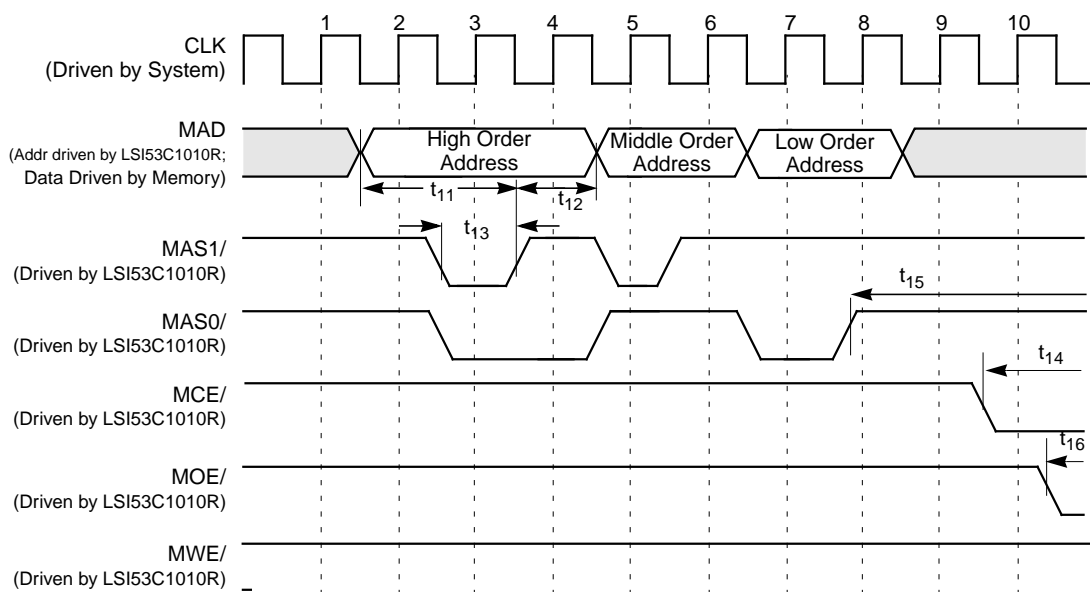 1 2 3 4 5 6 7 8 9 10
CLK
(Driven by System)
MAD
(Addr driven by LSI53C1010R;
Data Driven by Memory)
High Order
Address
Middle Order
Address
Low Order
Address
t11
t12
t13
MAS1/
(Driven by LSI53C1010R)
t15
MAS0/
(Driven by LSI53C1010R)
t14
MCE/
(Driven by LSI53C1010R)
t16
MOE/
(Driven by LSI53C1010R)
MWE/
(Driven by LSI53C1010R)